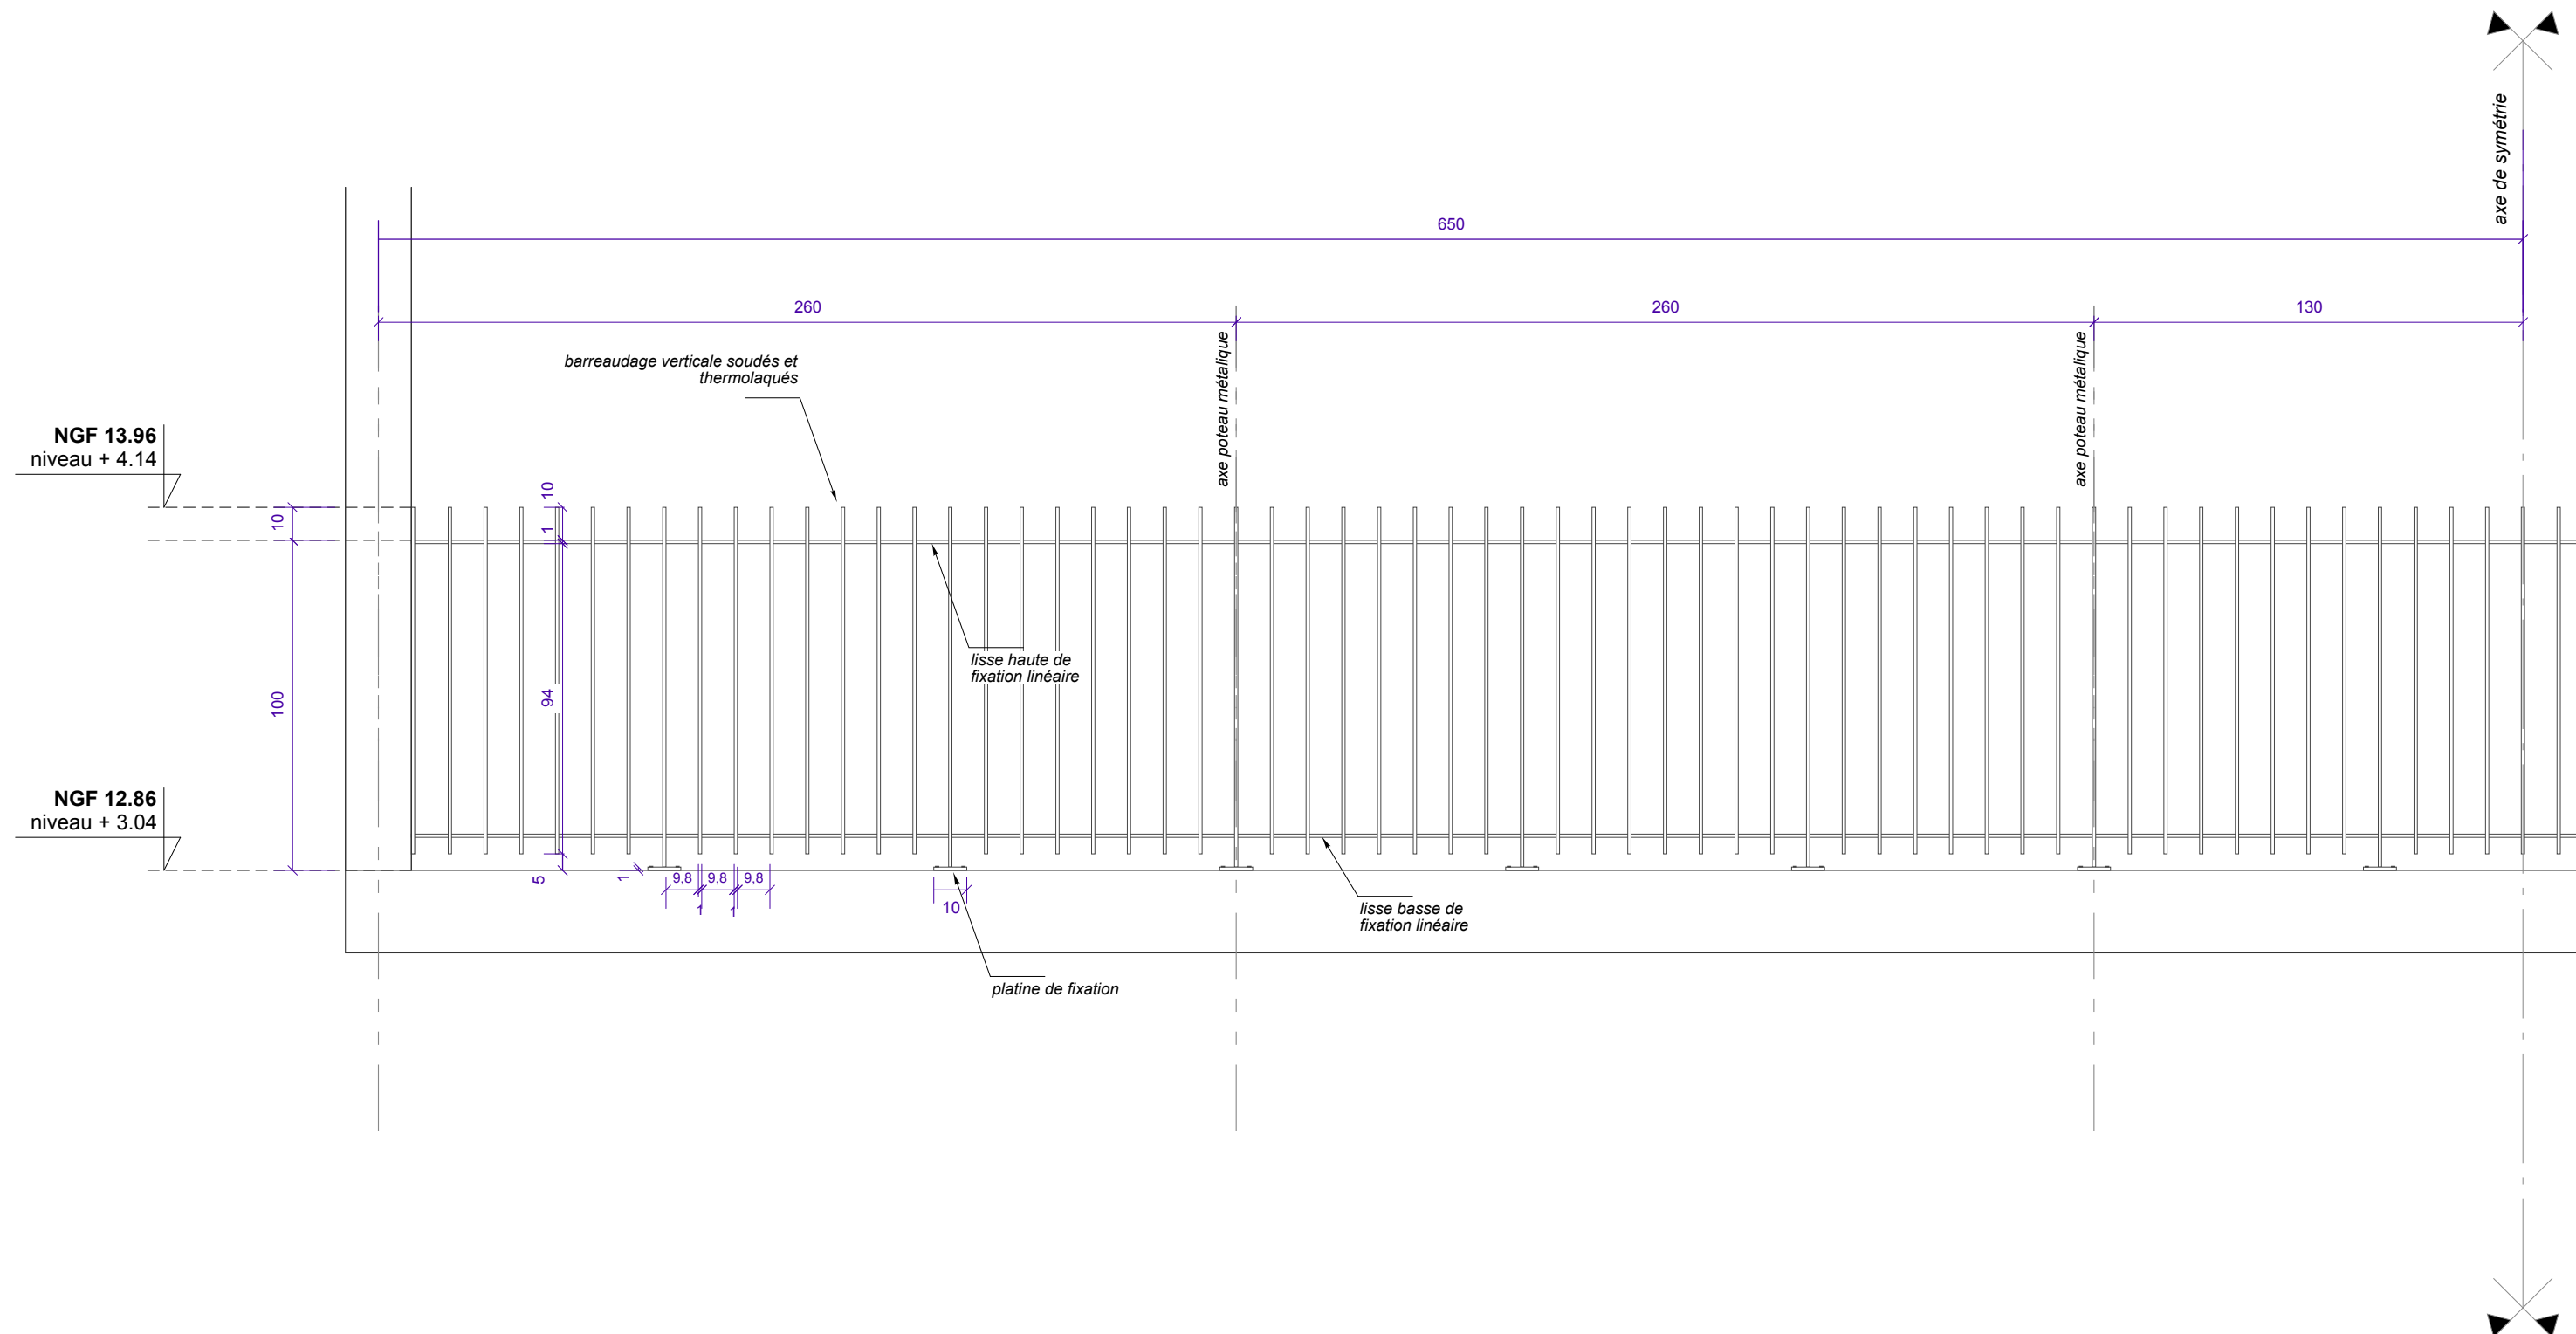 axe de symétrie
650
260
260
130
axe poteau métalique
axe poteau métalique
barreaudage verticale soudés et
thermolaqués
NGF 13.96
niveau + 4.14
10
10
1
lisse haute de
fixation linéaire
100
94
NGF 12.86
niveau + 3.04
5
1
9,8
9,8
9,8
1
1
10
lisse basse de
fixation linéaire
platine de fixation